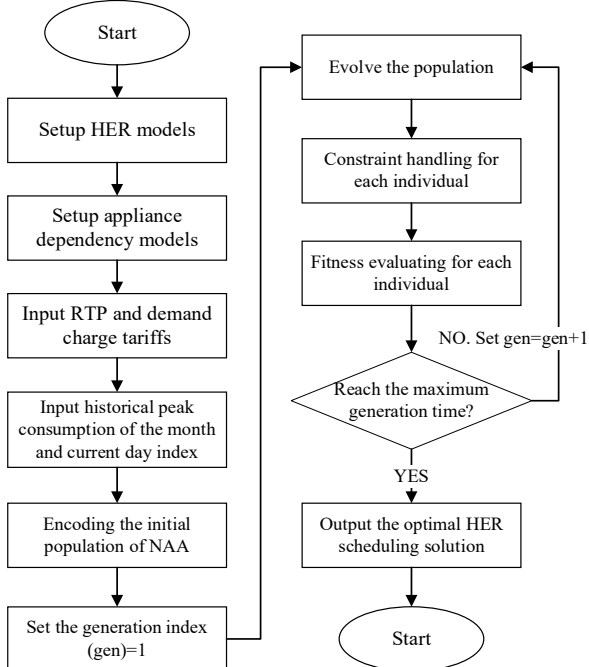 Start
Setup HER models
Setup appliance
dependency models
Input RTP and demand
charge tariffs
Input historical peak
consumption of the month
and current day index
Encoding the initial
population of NAA
Set the generation index
(gen)=1
Evolve the population
Constraint handling for
each individual
Fitness evaluating for each
individual
NO. Set gen=gen+1
Reach the maximum
generation time?
YES
Output the optimal HER
scheduling solution
Start